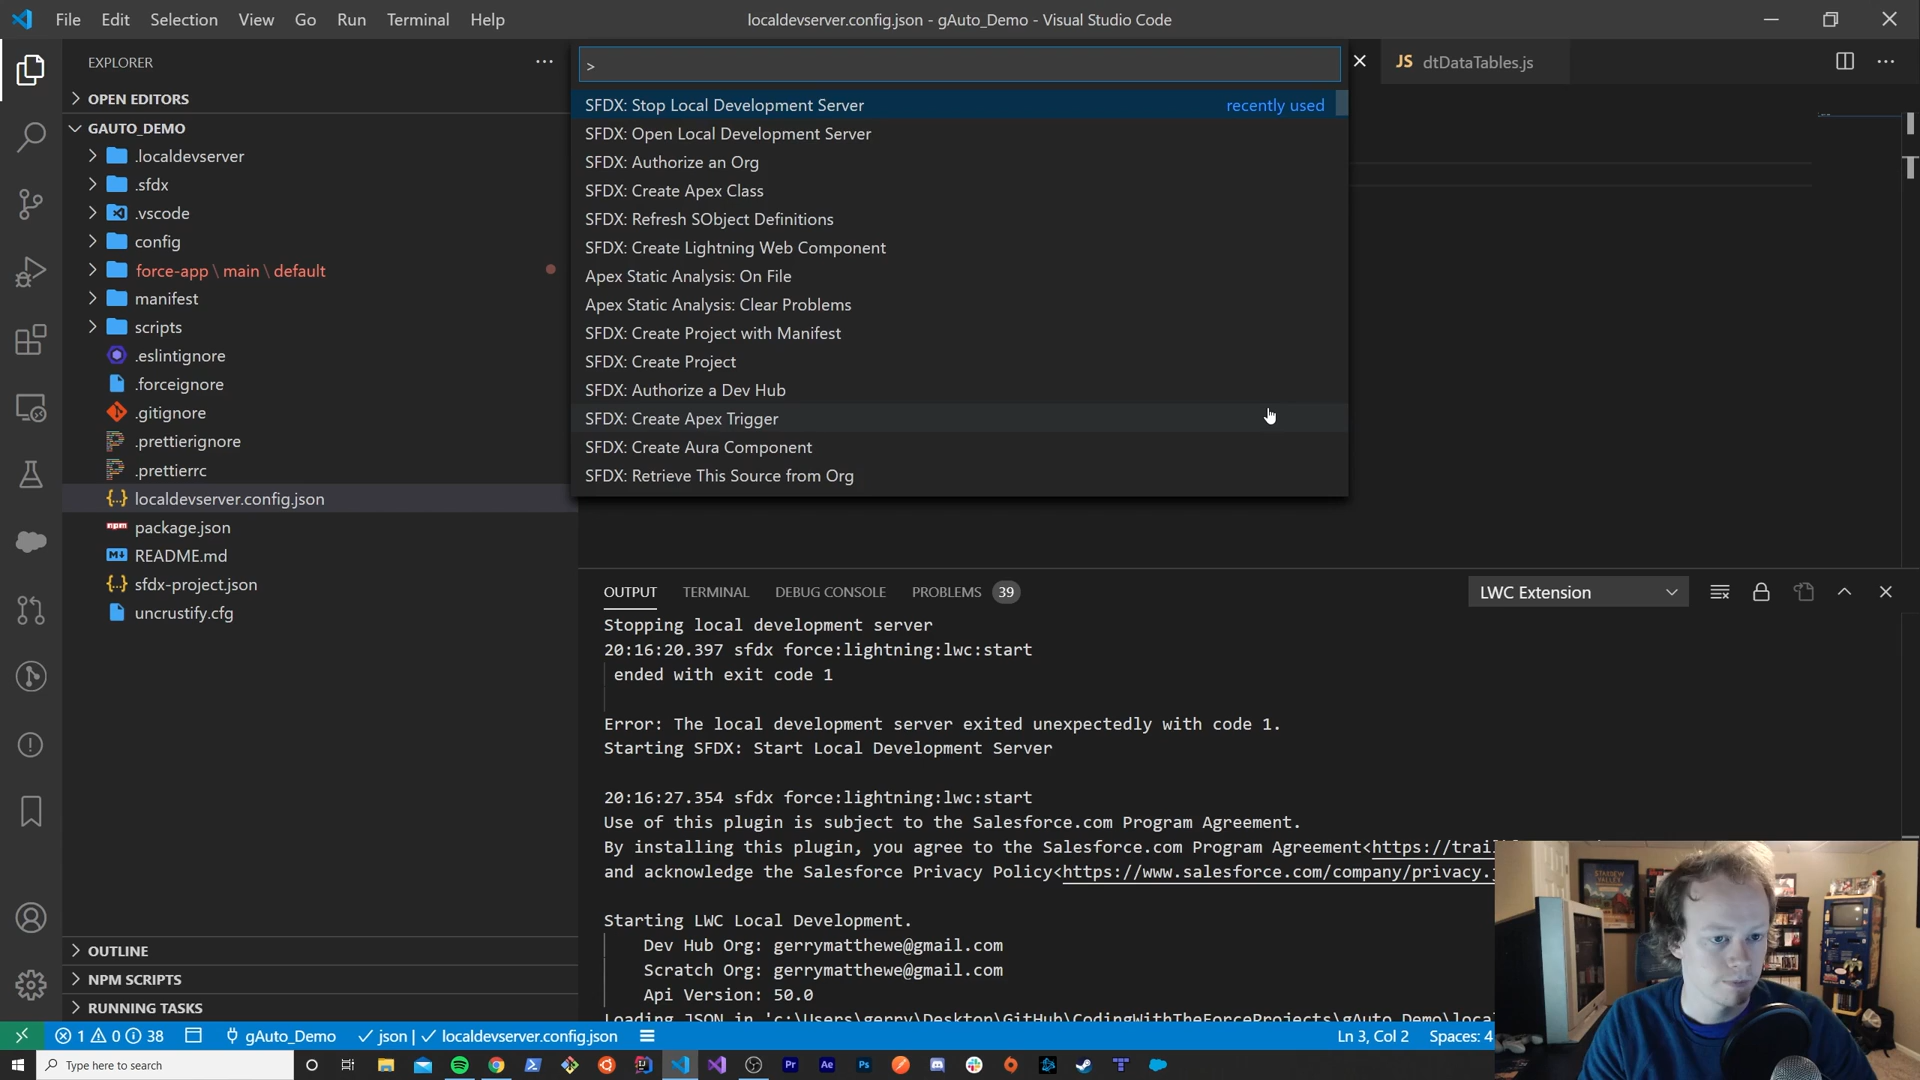 File Edit Selection View Go Run Terminal Help
localdevserver.config.json - gAuto_Demo - Visual Studio Code
EXPLORER
OPEN EDITORS
GAUTO_DEMO
.localdevserver
.sfdx
.vscode
config
force-app \ main \ default
manifest
scripts
.eslintignore
.forceignore
.gitignore
.prettierignore
.prettierrc
localdevserver.config.json
package.json
README.md
sfdx-project.json
uncrustify.cfg
OUTLINE
NPM SCRIPTS
RUNNING TASKS
>
SFDX: Stop Local Development Server recently used
SFDX: Open Local Development Server
SFDX: Authorize an Org
SFDX: Create Apex Class
SFDX: Refresh SObject Definitions
SFDX: Create Lightning Web Component
Apex Static Analysis: On File
Apex Static Analysis: Clear Problems
SFDX: Create Project with Manifest
SFDX: Create Project
SFDX: Authorize a Dev Hub
SFDX: Create Apex Trigger
SFDX: Create Aura Component
SFDX: Retrieve This Source from Org
JS dtDataTables.js
OUTPUT TERMINAL DEBUG CONSOLE PROBLEMS 39
LWC Extension
Stopping local development server
20:16:20.397 sfdx force:lightning:lwc:start
ended with exit code 1
Error: The local development server exited unexpectedly with code 1.
Starting SFDX: Start Local Development Server
20:16:27.354 sfdx force:lightning:lwc:start
Use of this plugin is subject to the Salesforce.com Program Agreement.
By installing this plugin, you agree to the Salesforce.com Program Agreement<https://trail
and acknowledge the Salesforce Privacy Policy<https://www.salesforce.com/company/privacy.j
Starting LWC Local Development.
Dev Hub Org: gerrymatthewe@gmail.com
Scratch Org: gerrymatthewe@gmail.com
Api Version: 50.0
Loading JSON in 'c:\Users\gerry\Desktop\GitHub\CodingWithTheForceProjects\gAuto_Demo\local
1 0 38 gAuto_Demo json | localdevserver.config.json Ln 3, Col 2 Spaces: 4
Type here to search